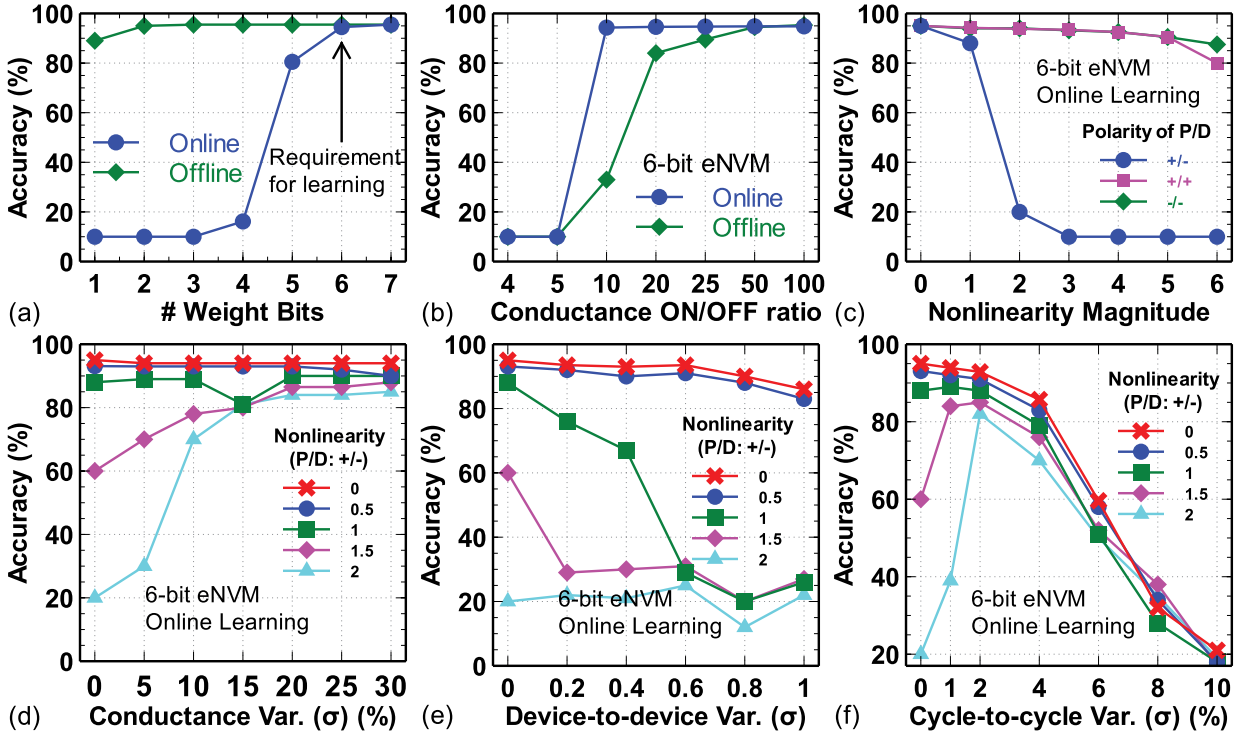 100
80
60
40
20
0
Accuracy (%)
Online
Offline
Requirement
for learning
1 2 3 4 5 6 7
(a)
# Weight Bits
100
80
60
40
20
0
Accuracy (%)
6-bit eNVM
Online
Offline
4 5 10 20 25 50 100
(b)
Conductance ON/OFF ratio
100
80
60
40
20
0
Accuracy (%)
6-bit eNVM
Online Learning
Polarity of P/D
+/-
+/+
-/-
0 1 2 3 4 5 6
(c)
Nonlinearity Magnitude
100
80
60
40
20
0
Accuracy (%)
Nonlinearity
(P/D: +/-)
0
0.5
1
1.5
2
6-bit eNVM
Online Learning
0 5 10 15 20 25 30
(d)
Conductance Var. (σ) (%)
100
80
60
40
20
0
Accuracy (%)
Nonlinearity
(P/D: +/-)
0
0.5
1
1.5
2
6-bit eNVM
Online Learning
0 0.2 0.4 0.6 0.8 1
(e)
Device-to-device Var. (σ)
100
80
60
40
20
Accuracy (%)
Nonlinearity
(P/D: +/-)
0
0.5
1
1.5
2
6-bit eNVM
Online Learning
0 1 2 4 6 8 10
(f)
Cycle-to-cycle Var. (σ) (%)